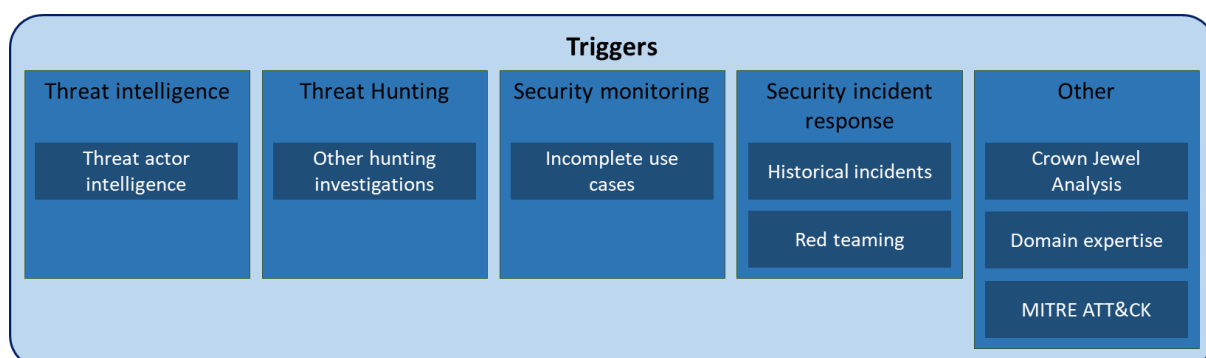 Triggers
Threat intelligence
Threat actor
intelligence
Threat Hunting
Other hunting
investigations
Security monitoring
Incomplete use
cases
Security incident
response
Historical incidents
Red teaming
Other
Crown Jewel
Analysis
Domain expertise
MITRE ATT&CK